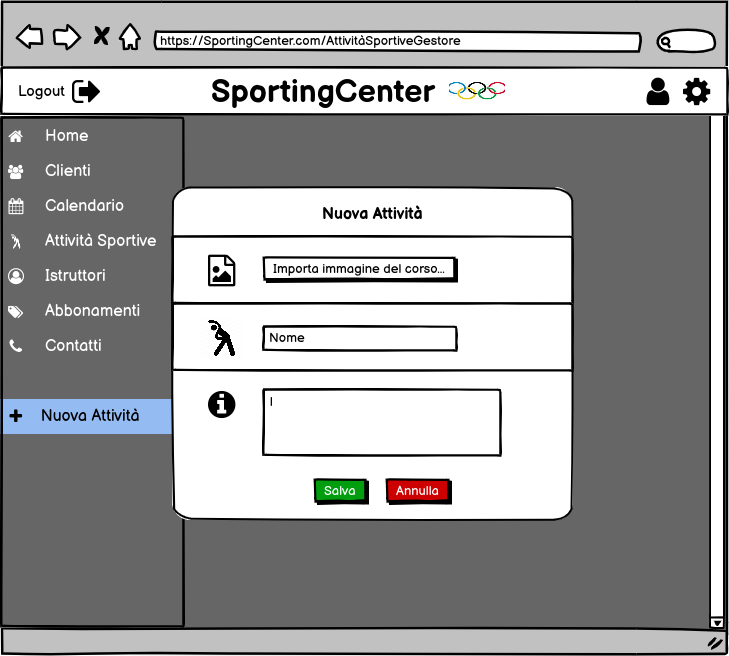 https://SportingCenter.com/AttivitàSportiveGestore
Logout
SportingCenter
Home
Clienti
Calendario
Attività Sportive
Istruttori
Abbonamenti
Contatti
Nuova Attività
Nuova Attività
Importa immagine del corso...
Nome
Salva
Annulla